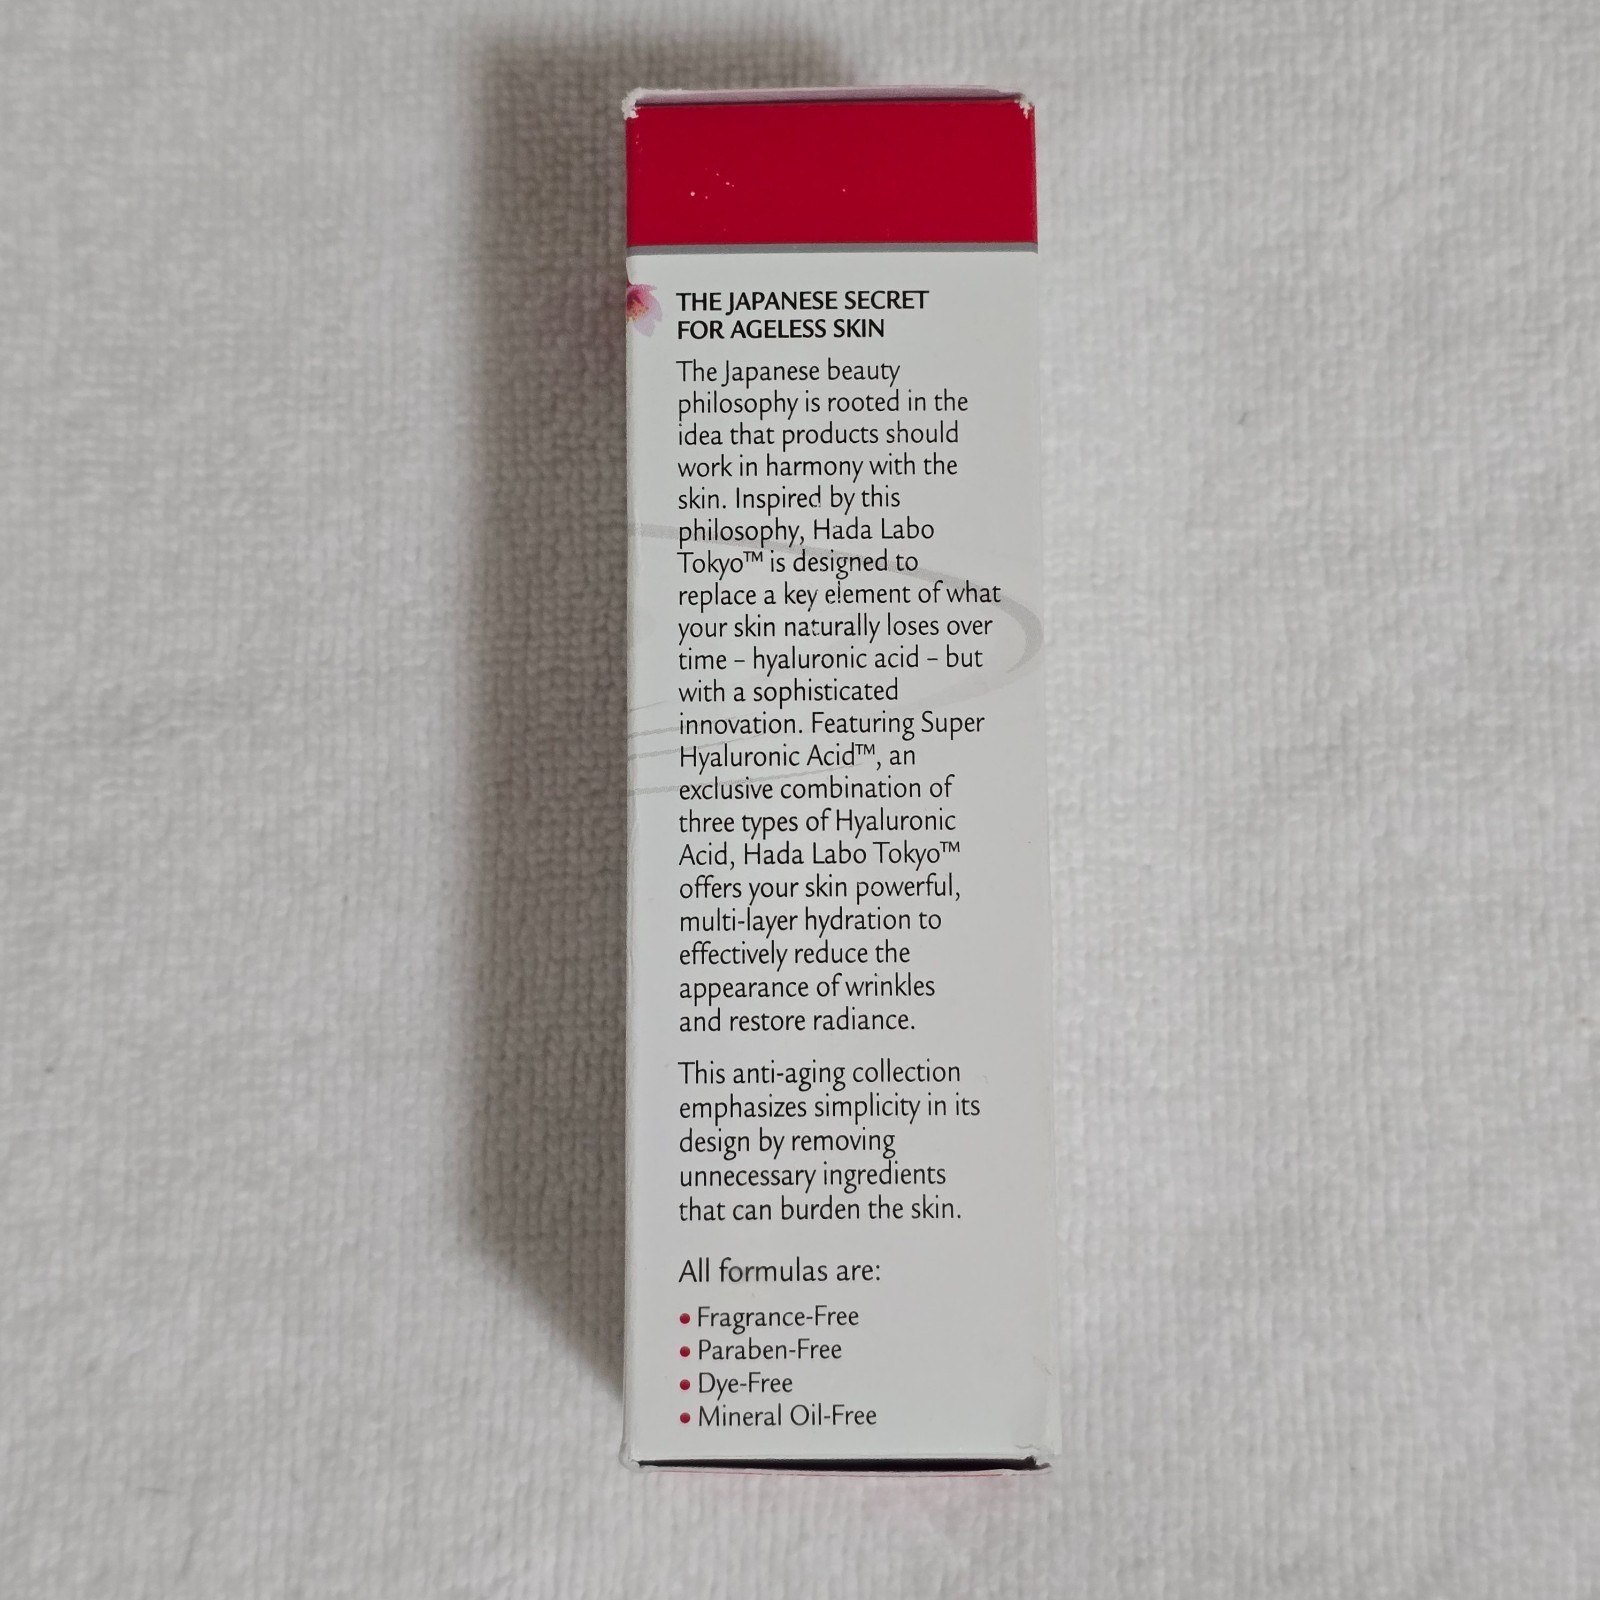 THE JAPANESE SECRET
FOR AGELESS SKIN
The Japanese beauty
philosophy is rooted in the
idea that products should
work in harmony with the
skin. Inspired by this
philosophy, Hada Labo
Tokyo™ is designed to
replace a key element of what
your skin naturally loses over
time – hyaluronic acid – but
with a sophisticated
innovation. Featuring Super
Hyaluronic Acid™, an
exclusive combination of
three types of Hyaluronic
Acid, Hada Labo Tokyo™
offers your skin powerful,
multi-layer hydration to
effectively reduce the
appearance of wrinkles
and restore radiance.
This anti-aging collection
emphasizes simplicity in its
design by removing
unnecessary ingredients
that can burden the skin.
All formulas are:
• Fragrance-Free
• Paraben-Free
• Dye-Free
• Mineral Oil-Free